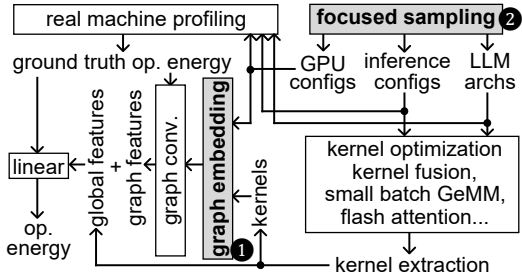 real machine profiling
focused sampling 2
ground truth op. energy
GPU
configs
inference
configs
LLM
archs
linear
global features
+
graph features
graph conv.
graph embedding
1
kernels
kernel optimization
kernel fusion,
small batch GeMM,
flash attention...
op.
energy
kernel extraction